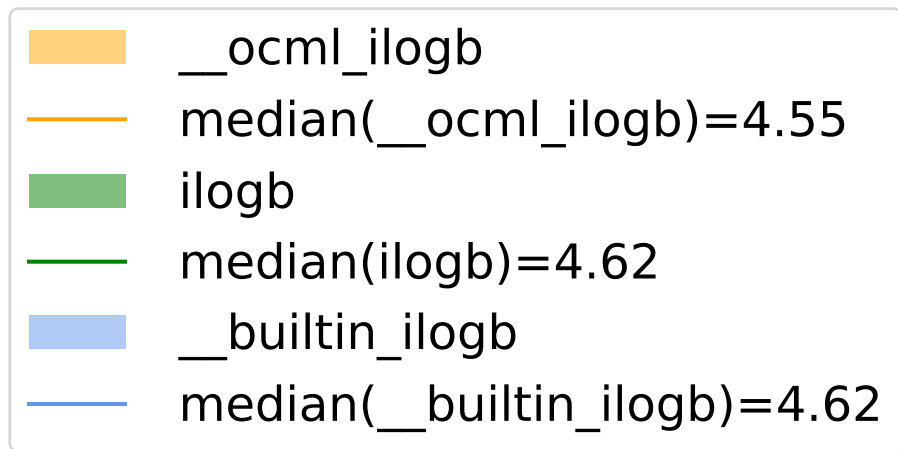 __ocml_ilogb
median(__ocml_ilogb)=4.55
ilogb
median(ilogb)=4.62
__builtin_ilogb
median(__builtin_ilogb)=4.62